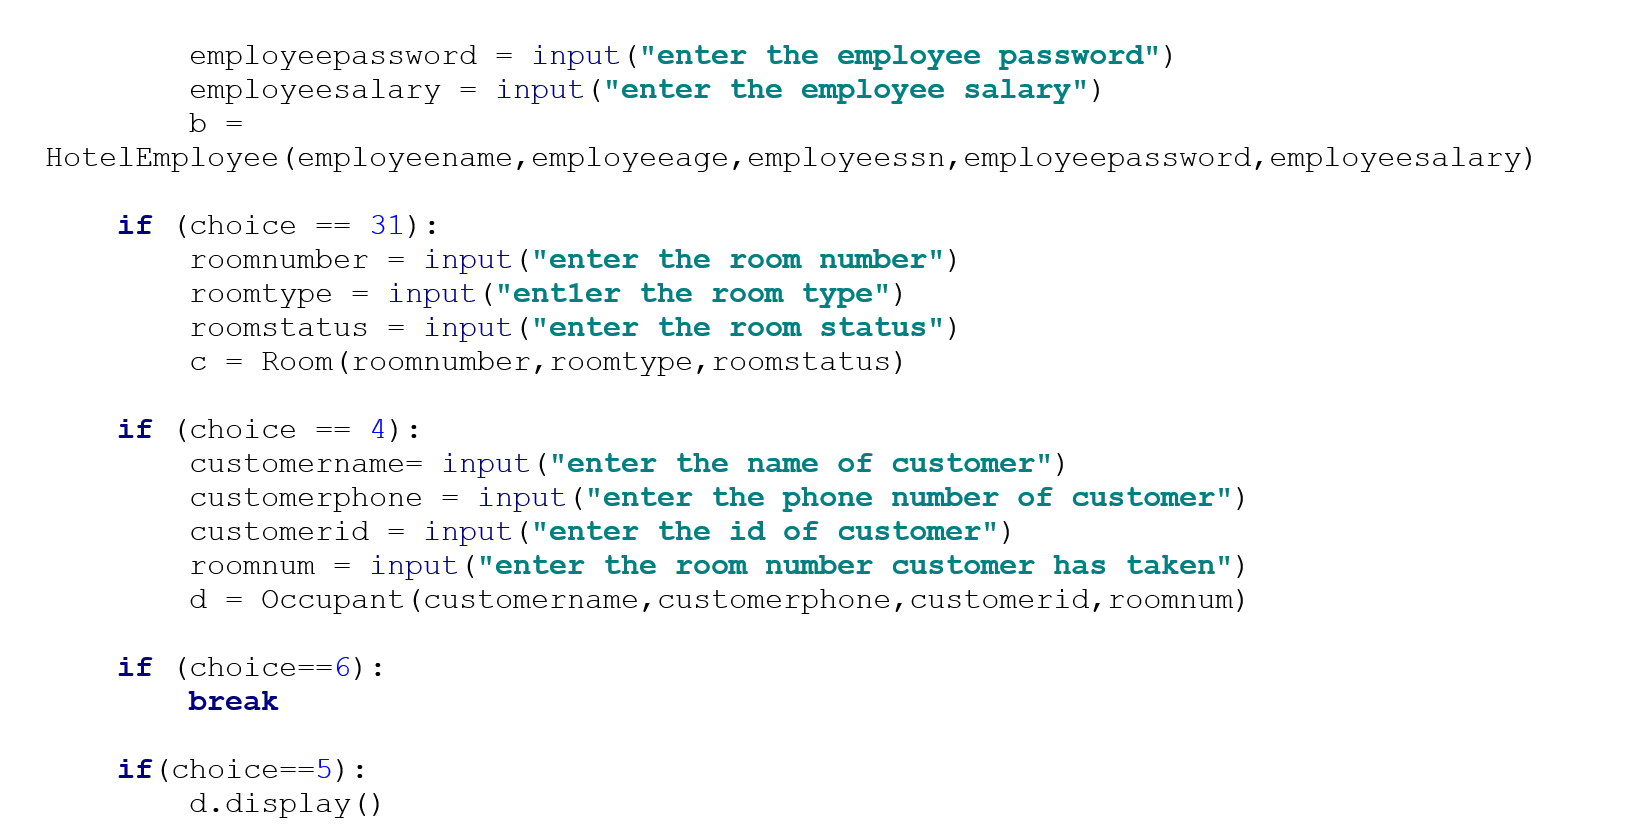 employeepassword = input("enter the employee password")
employeesalary = input("enter the employee salary")
b =
HotelEmployee(employeename,employeeage,employeessn,employeepassword,employeesalary)
if (choice == 31):
roomnumber = input("enter the room number")
roomtype = input("ent1er the room type")
roomstatus = input("enter the room status")
c = Room(roomnumber,roomtype,roomstatus)
if (choice == 4):
customername= input("enter the name of customer")
customerphone = input("enter the phone number of customer")
customerid = input("enter the id of customer")
roomnum = input("enter the room number customer has taken")
d = Occupant(customername,customerphone,customerid,roomnum)
if (choice==6):
break
if(choice==5):
d.display()